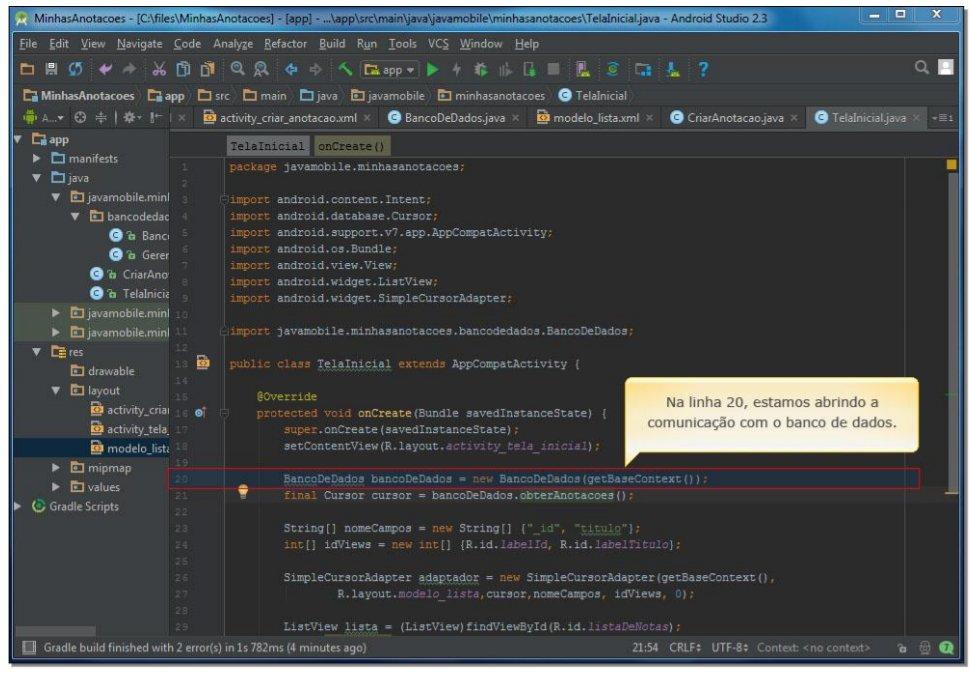 MinhasAnotacoes - [C:\files\MinhasAnotacoes] - [app] - ...\app\src\main\java\javamobile\minhasanotacoes\TelaInicial.java - Android Studio 2.3
File Edit View Navigate Code Analyze Refactor Build Run Tools VCS Window Help
app
MinhasAnotacoes app src main java javamobile minhasanotacoes TelaInicial
A... activity_criar_anotacao.xml BancoDeDados.java modelo_lista.xml CriarAnotacao.java TelaInicial.java
app
manifests
java
javamobile.minl
bancodedac
Banc
Gerer
CriarAno
TelaInicia
javamobile.minl
javamobile.minl
res
drawable
layout
activity_criar
activity_tela_
modelo_lista
mipmap
values
Gradle Scripts
TelaInicial onCreate()
1 package javamobile.minhasanotacoes;
2
3 import android.content.Intent;
4 import android.database.Cursor;
5 import android.support.v7.app.AppCompatActivity;
6 import android.os.Bundle;
7 import android.view.View;
8 import android.widget.ListView;
9 import android.widget.SimpleCursorAdapter;
10
11 import javamobile.minhasanotacoes.bancodedados.BancoDeDados;
12
13 public class TelaInicial extends AppCompatActivity {
14
15 @Override
16 protected void onCreate(Bundle savedInstanceState) {
17 super.onCreate(savedInstanceState);
18 setContentView(R.layout.activity_tela_inicial);
19
20 BancoDeDados bancoDeDados = new BancoDeDados(getBaseContext());
21 final Cursor cursor = bancoDeDados.obterAnotacoes();
22
23 String[] nomeCampos = new String[] {"_id", "titulo"};
24 int[] idViews = new int[] {R.id.labelId, R.id.labelTitulo};
25
26 SimpleCursorAdapter adaptador = new SimpleCursorAdapter(getBaseContext(),
27 R.layout.modelo_lista,cursor,nomeCampos, idViews, 0);
28
29 ListView lista = (ListView)findViewById(R.id.listaDeNotas);
Na linha 20, estamos abrindo a
comunicação com o banco de dados.
Gradle build finished with 2 error(s) in 1s 782ms (4 minutes ago) 21:54 CRLF UTF-8 Context: <no context>